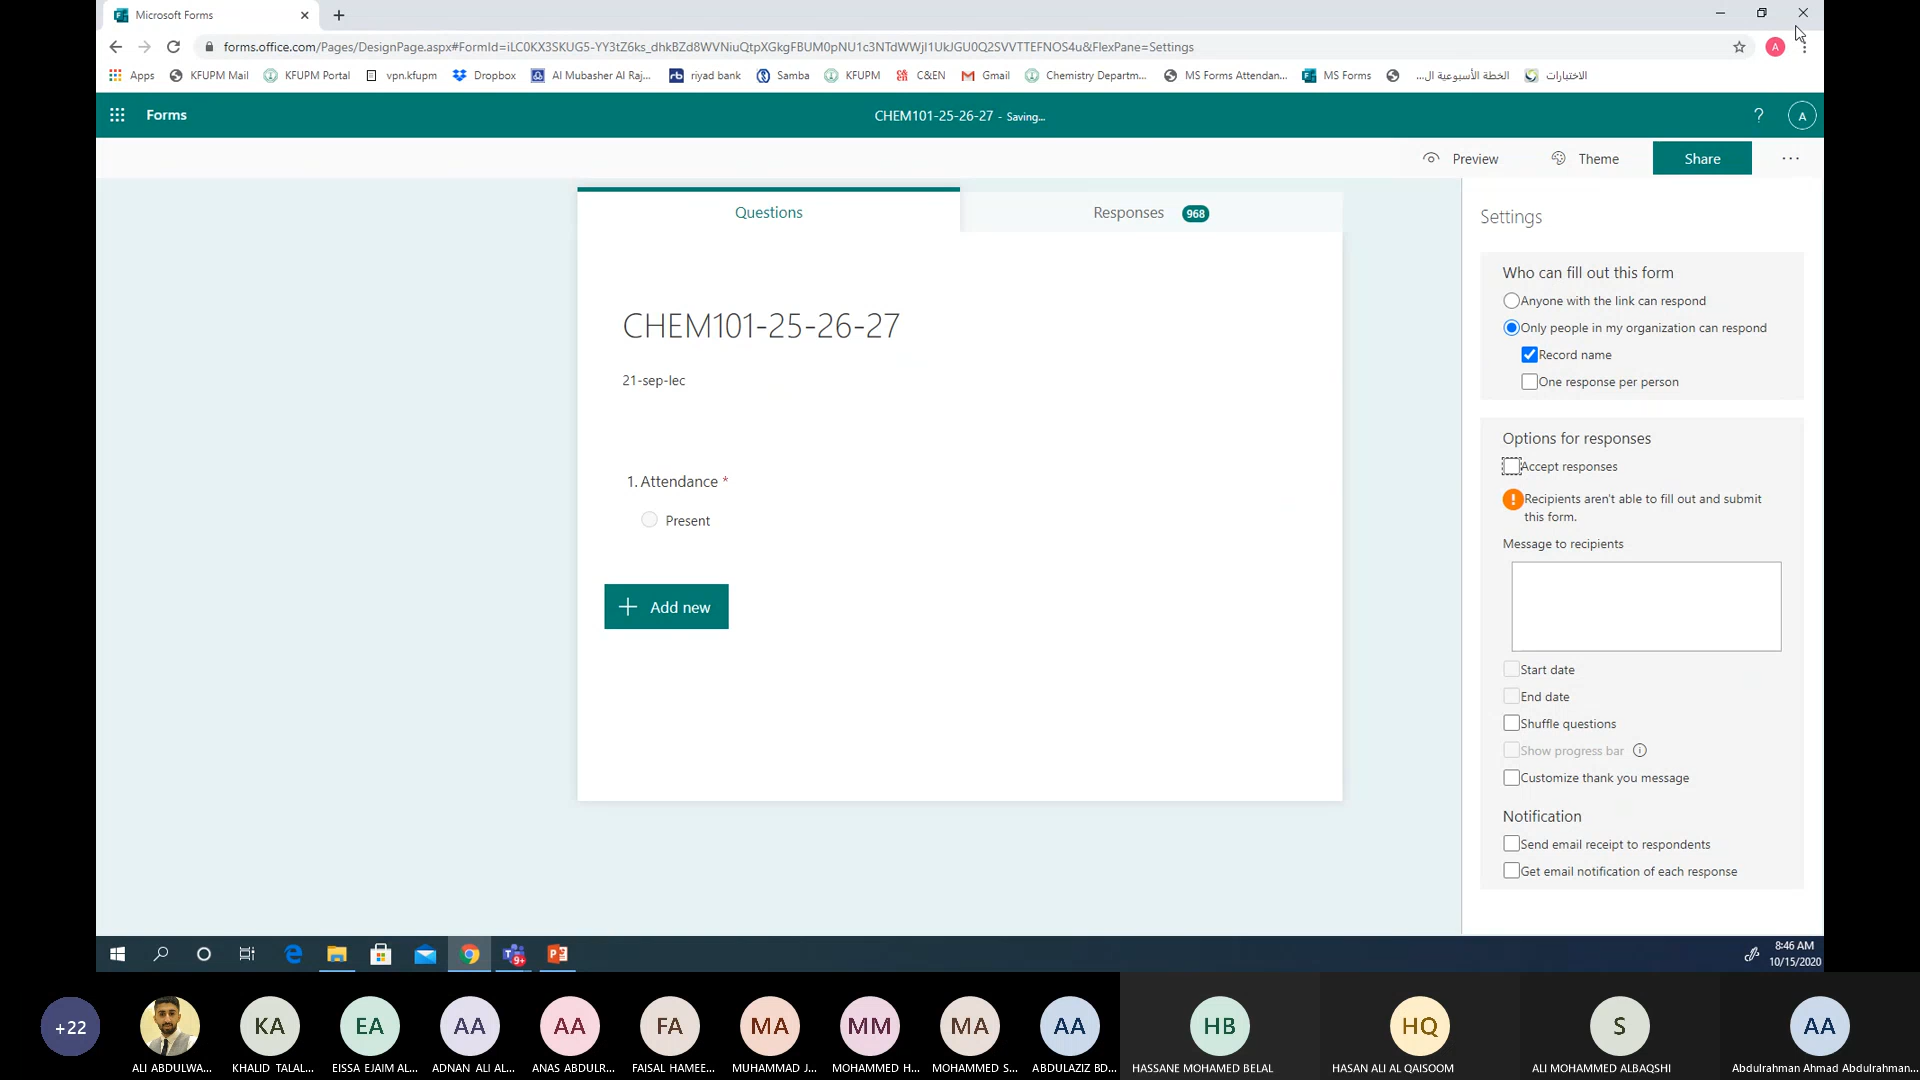 Microsoft Forms
forms.office.com/Pages/DesignPage.aspx#FormId=iLC0KX3SKUG5-YY3tZ6ks_dhkBZd8WVNiuQtpXGkgFBUM0pNU1c3NTdWWjI1UkJGU0Q2SVVTTEFNOS4u&FlexPane=Settings
A
Apps KFUPM Mail KFUPM Portal vpn.kfupm Dropbox Al Mubasher Al Raj... riyad bank Samba KFUPM C&EN Gmail Chemistry Departm... MS Forms Attendan... MS Forms الخطة الأسبوعية ال... الاختبارات
Forms
CHEM101-25-26-27 - Saving...
? A
Preview Theme Share ...
Questions
Responses 968
Settings
CHEM101-25-26-27
21-sep-lec
1. Attendance *
Present
Add new
Who can fill out this form
Anyone with the link can respond
Only people in my organization can respond
Record name
One response per person
Options for responses
Accept responses
Recipients aren't able to fill out and submit
this form.
Message to recipients
Start date
End date
Shuffle questions
Show progress bar
Customize thank you message
Notification
Send email receipt to respondents
Get email notification of each response
9+
8:46 AM
10/15/2020
+22 KA EA AA AA FA MA MM MA AA HB HQ S AA
ALI ABDULWA... KHALID TALAL... EISSA EJAIM AL... ADNAN ALI AL... ANAS ABDULR... FAISAL HAMEE... MUHAMMAD J... MOHAMMED H... MOHAMMED S... ABDULAZIZ BD... HASSANE MOHAMED BELAL HASAN ALI AL QAISOOM ALI MOHAMMED ALBAQSHI Abdulrahman Ahmad Abdulrahman...